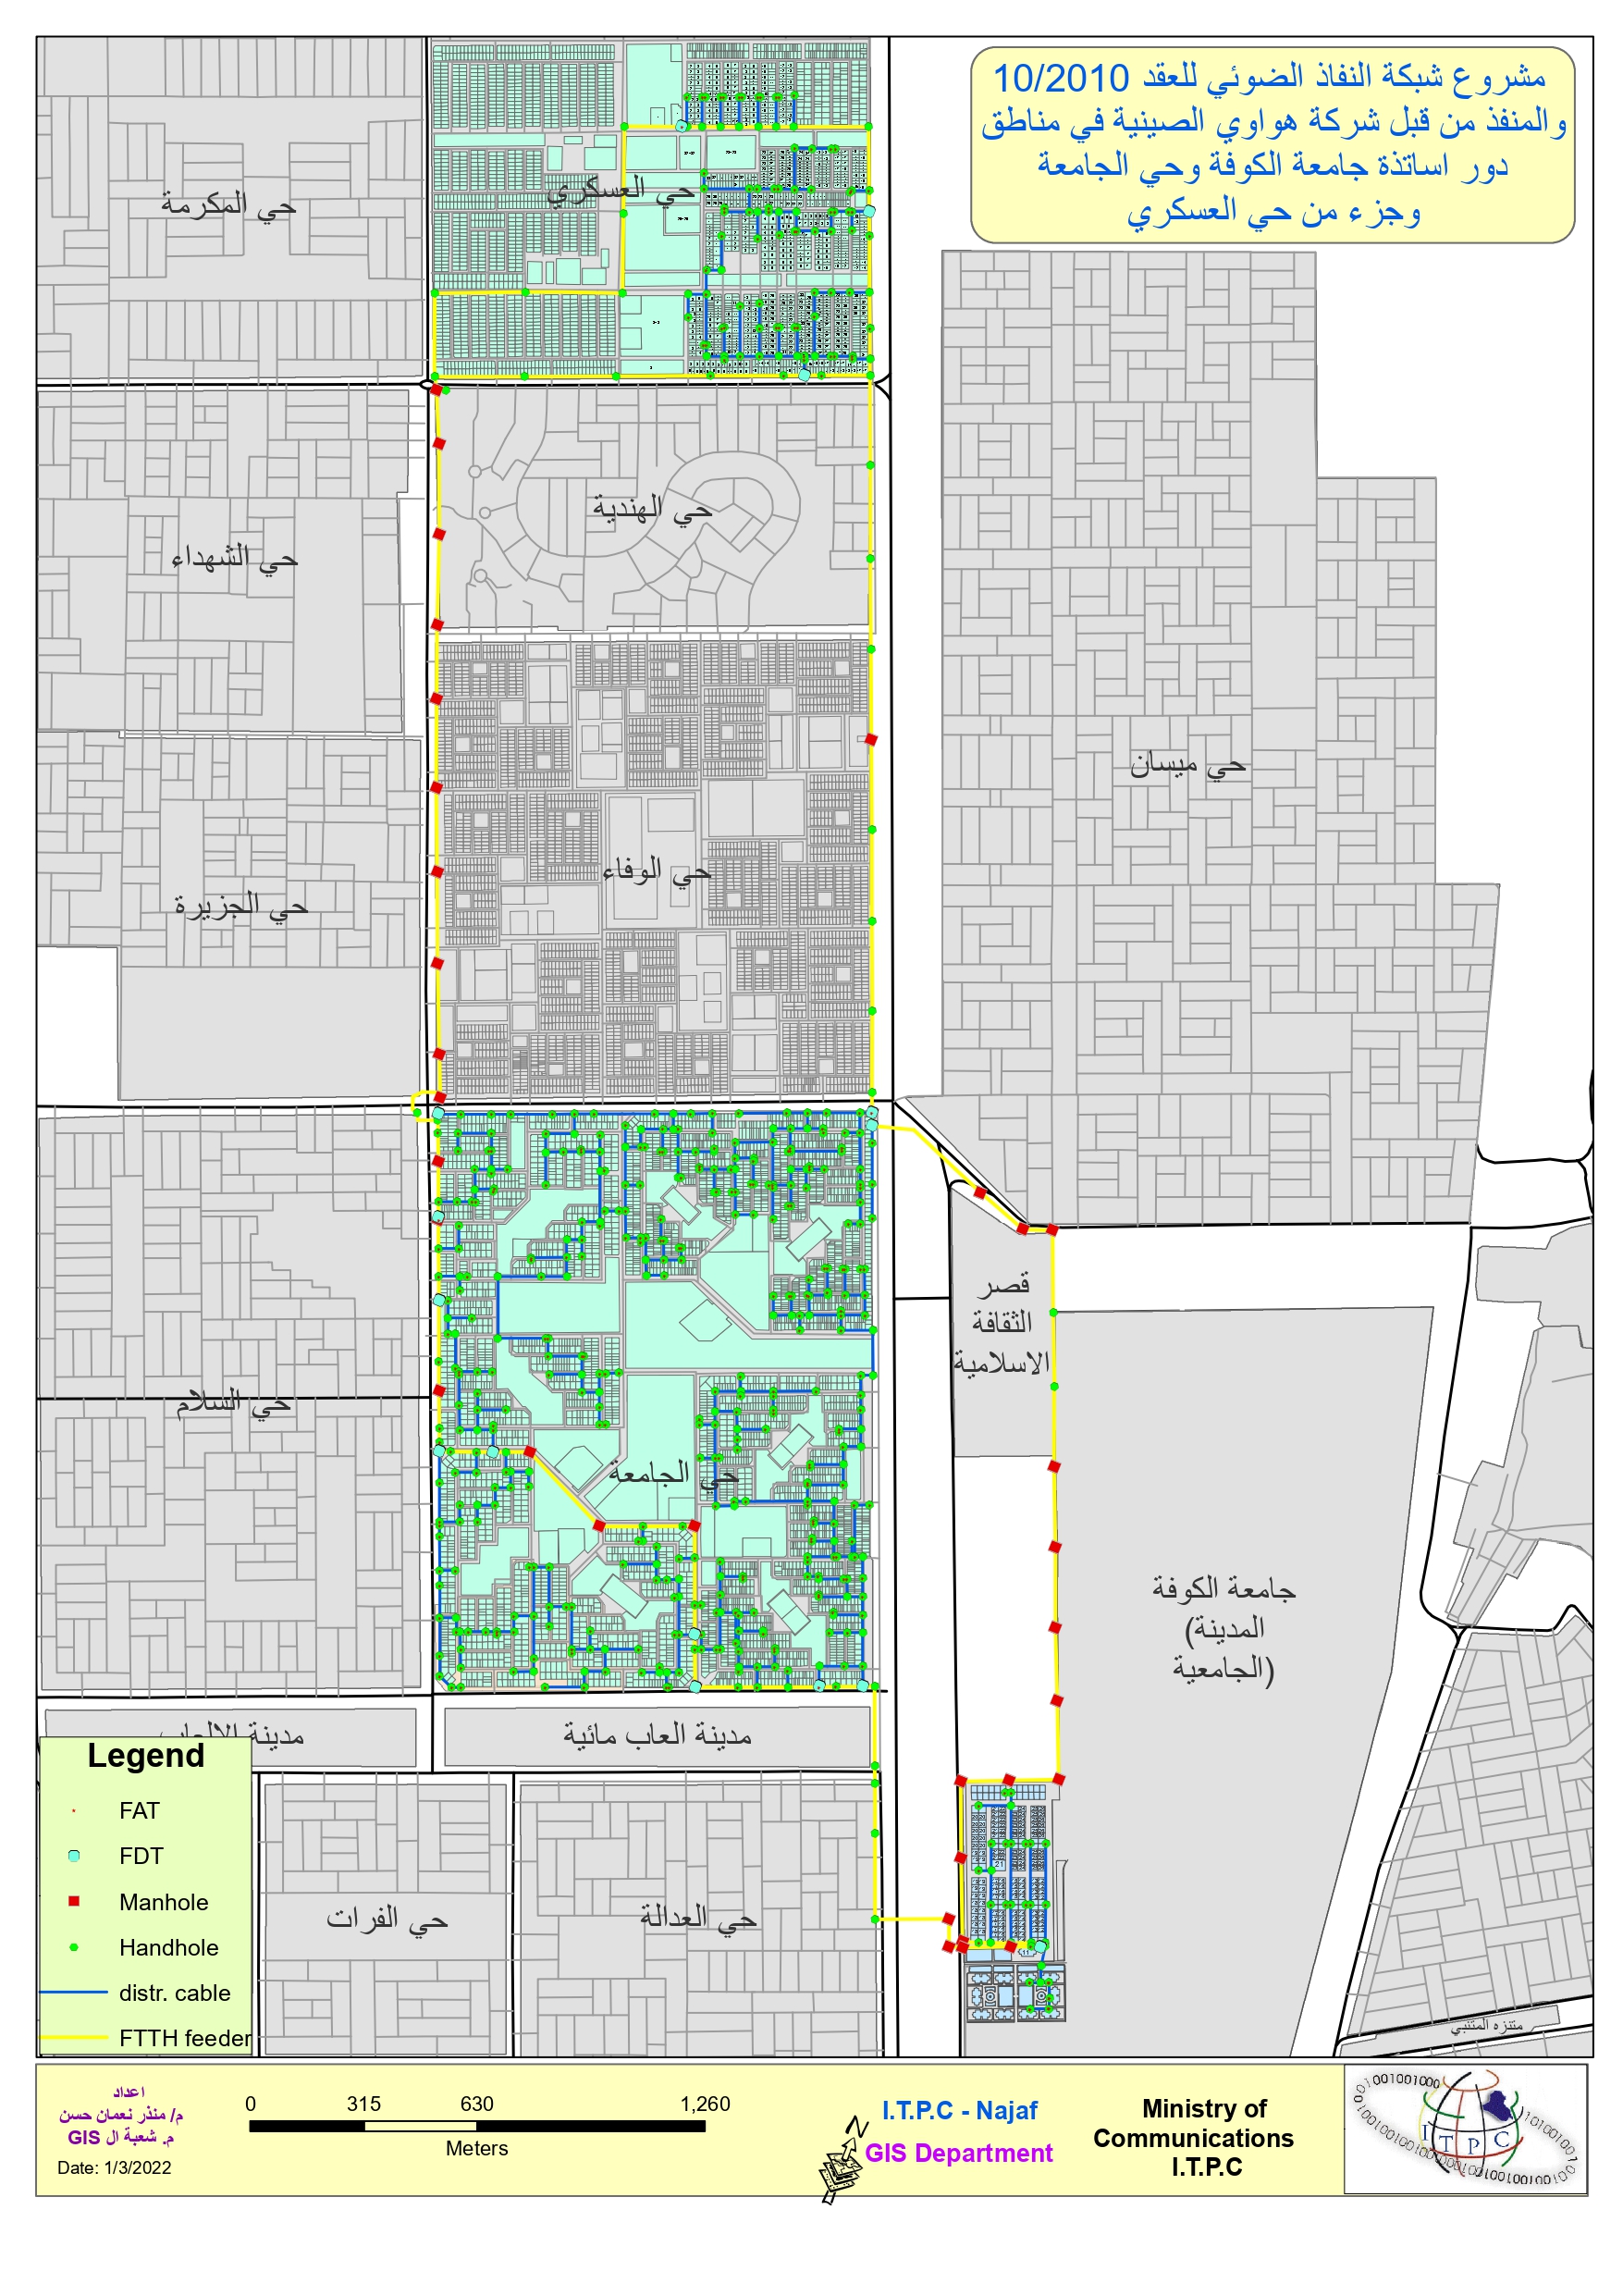 مشروع شبكة النفاذ الضوئي للعقد 10/2010
والمنفذ من قبل شركة هواوي الصينية في مناطق
دور اساتذة جامعة الكوفة وحي الجامعة
وجزء من حي العسكري
حي المكرمة
حي العسكري
حي الهندية
حي الشهداء
حي ميسان
حي الوفاء
حي الجزيرة
قصر
الثقافة
الاسلامية
حي السلام
حي الجامعة
جامعة الكوفة
(المدينة
الجامعية)
مدينة الالعاب
مدينة العاب مائية
حي الفرات
حي العدالة
متنزه المتنبي
Legend
FAT
FDT
Manhole
Handhole
distr. cable
FTTH feeder
اعداد
م/ منذر نعمان حسن
م. شعبة ال GIS
Date: 1/3/2022
0 315 630 1,260
Meters
N
I.T.P.C - Najaf
GIS Department
Ministry of
Communications
I.T.P.C
I T P C